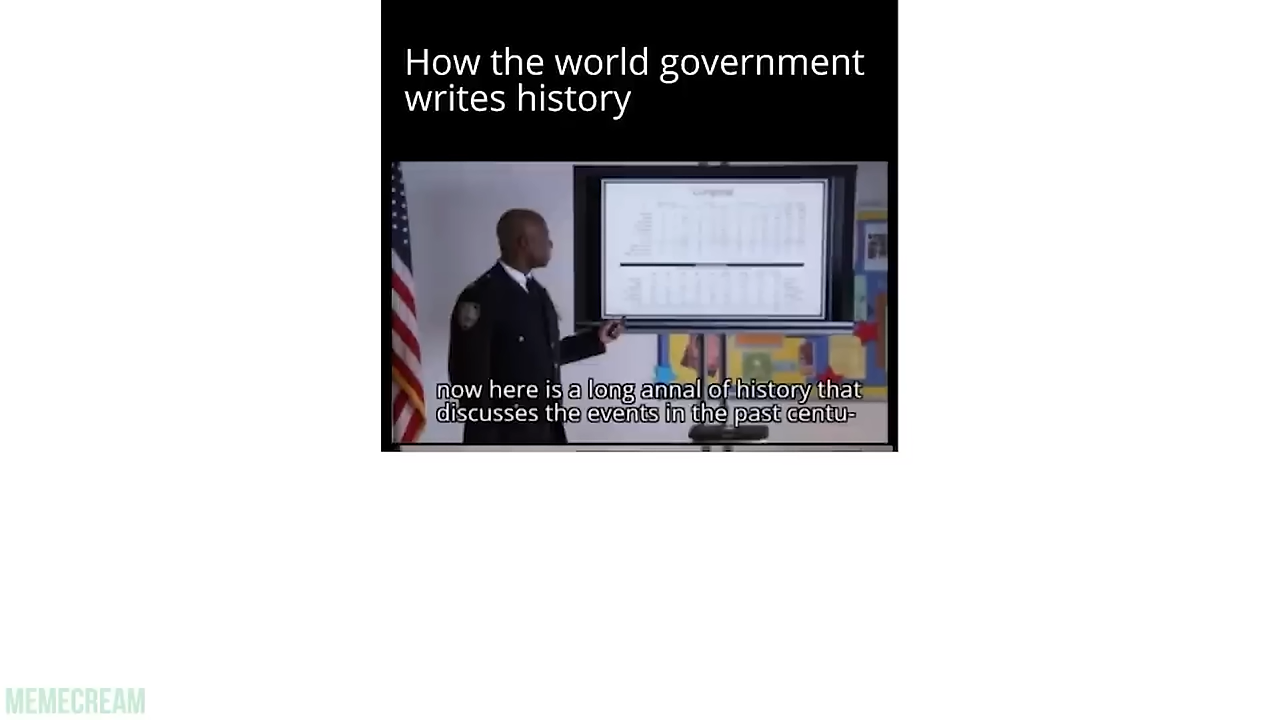 How the world government
writes history
now here is a long annal of history that
discusses the events in the past centu-
MEMECREAM